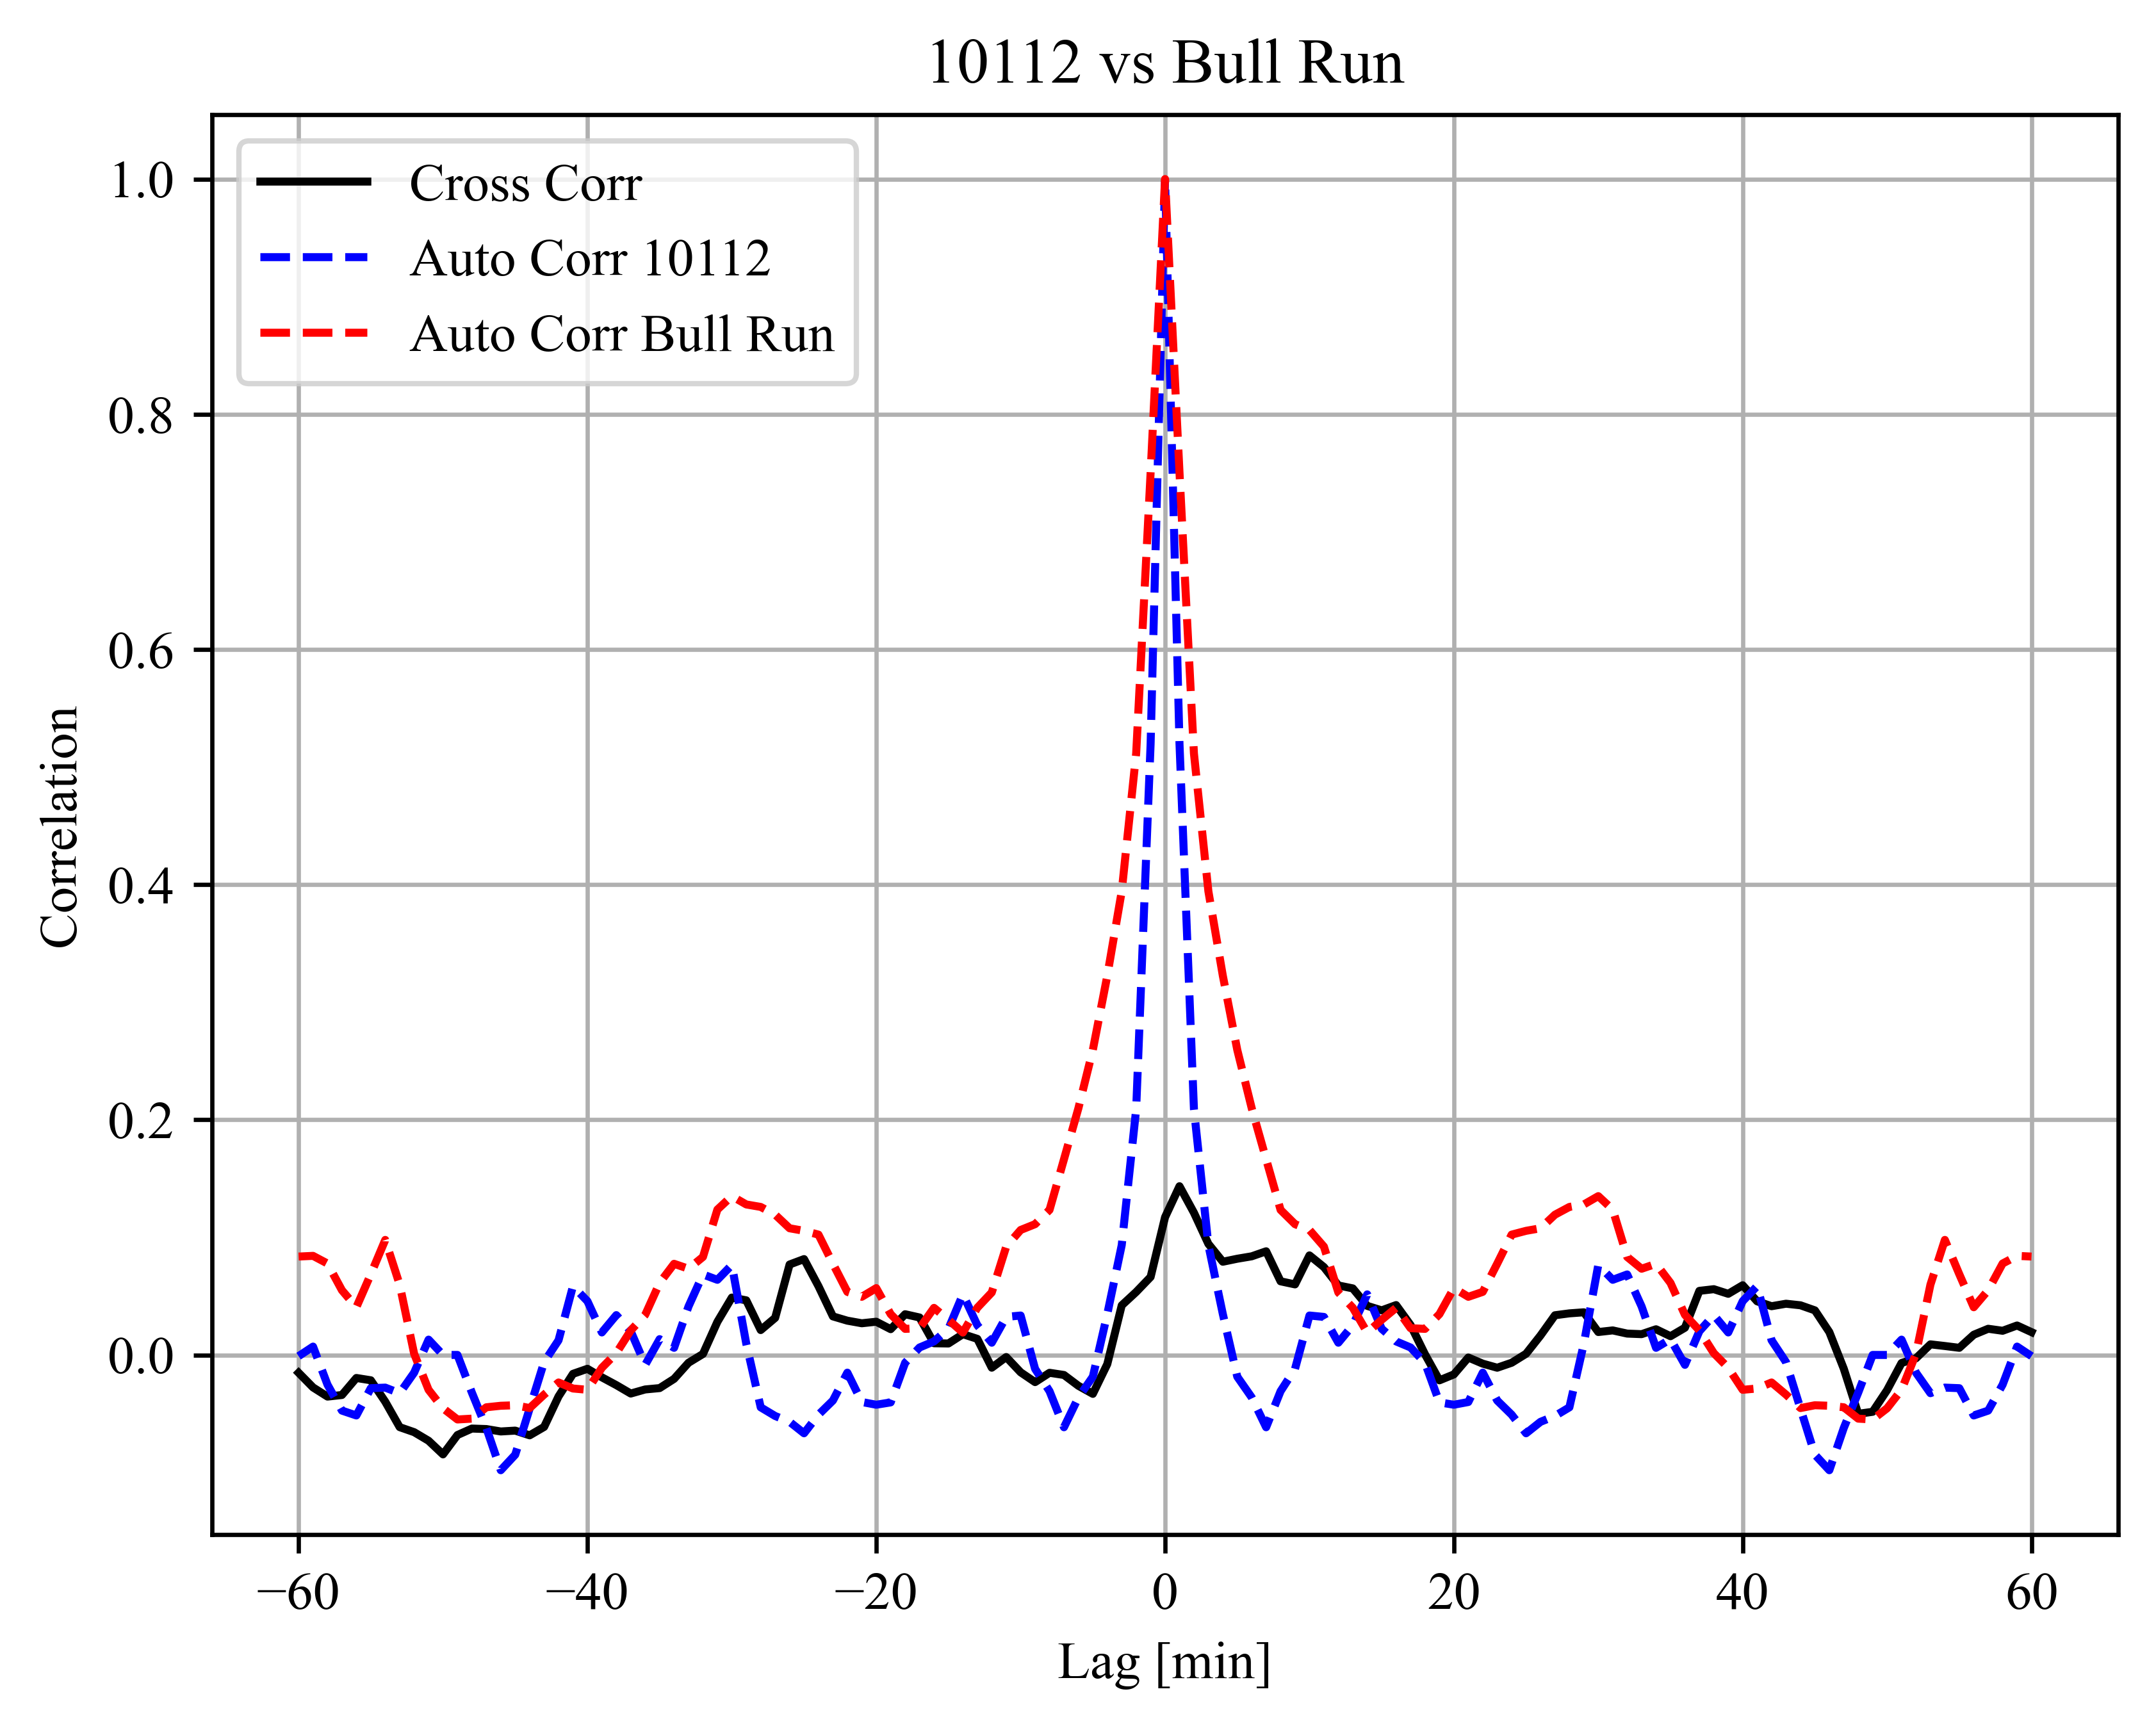 10112 vs Bull Run
Cross Corr
Auto Corr 10112
Auto Corr Bull Run
1.0
0.8
0.6
0.4
0.2
0.0
Correlation
−60 −40 −20 0 20 40 60
Lag [min]